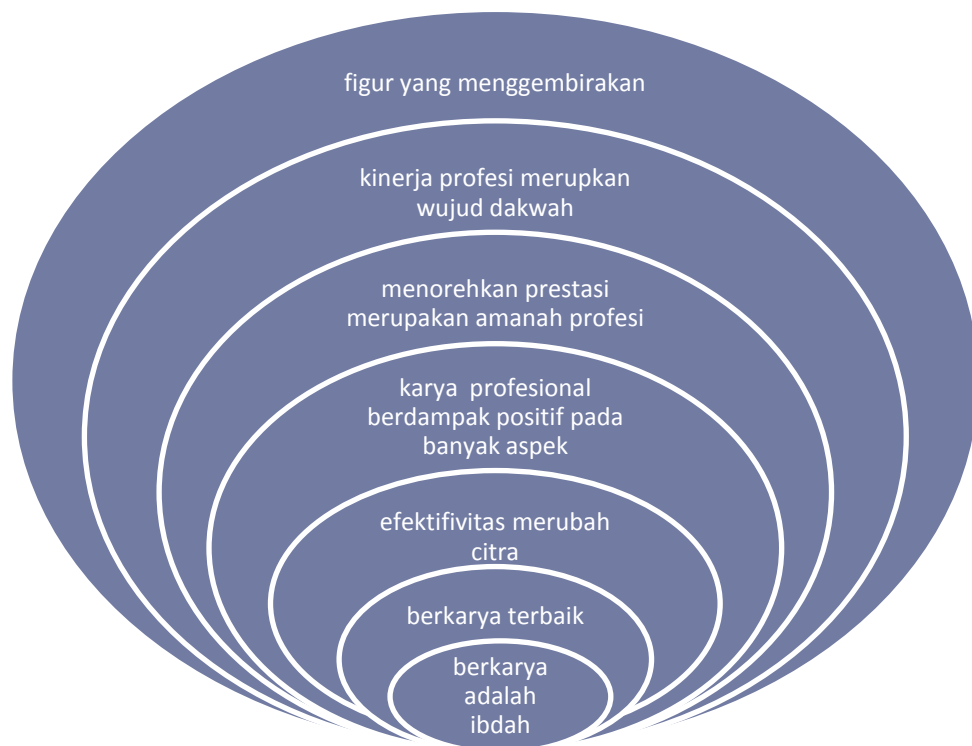 figur yang menggembirakan
kinerja profesi merupkan
wujud dakwah
menorehkan prestasi
merupakan amanah profesi
karya profesional
berdampak positif pada
banyak aspek
efektifivitas merubah
citra
berkarya terbaik
berkarya
adalah
ibdah